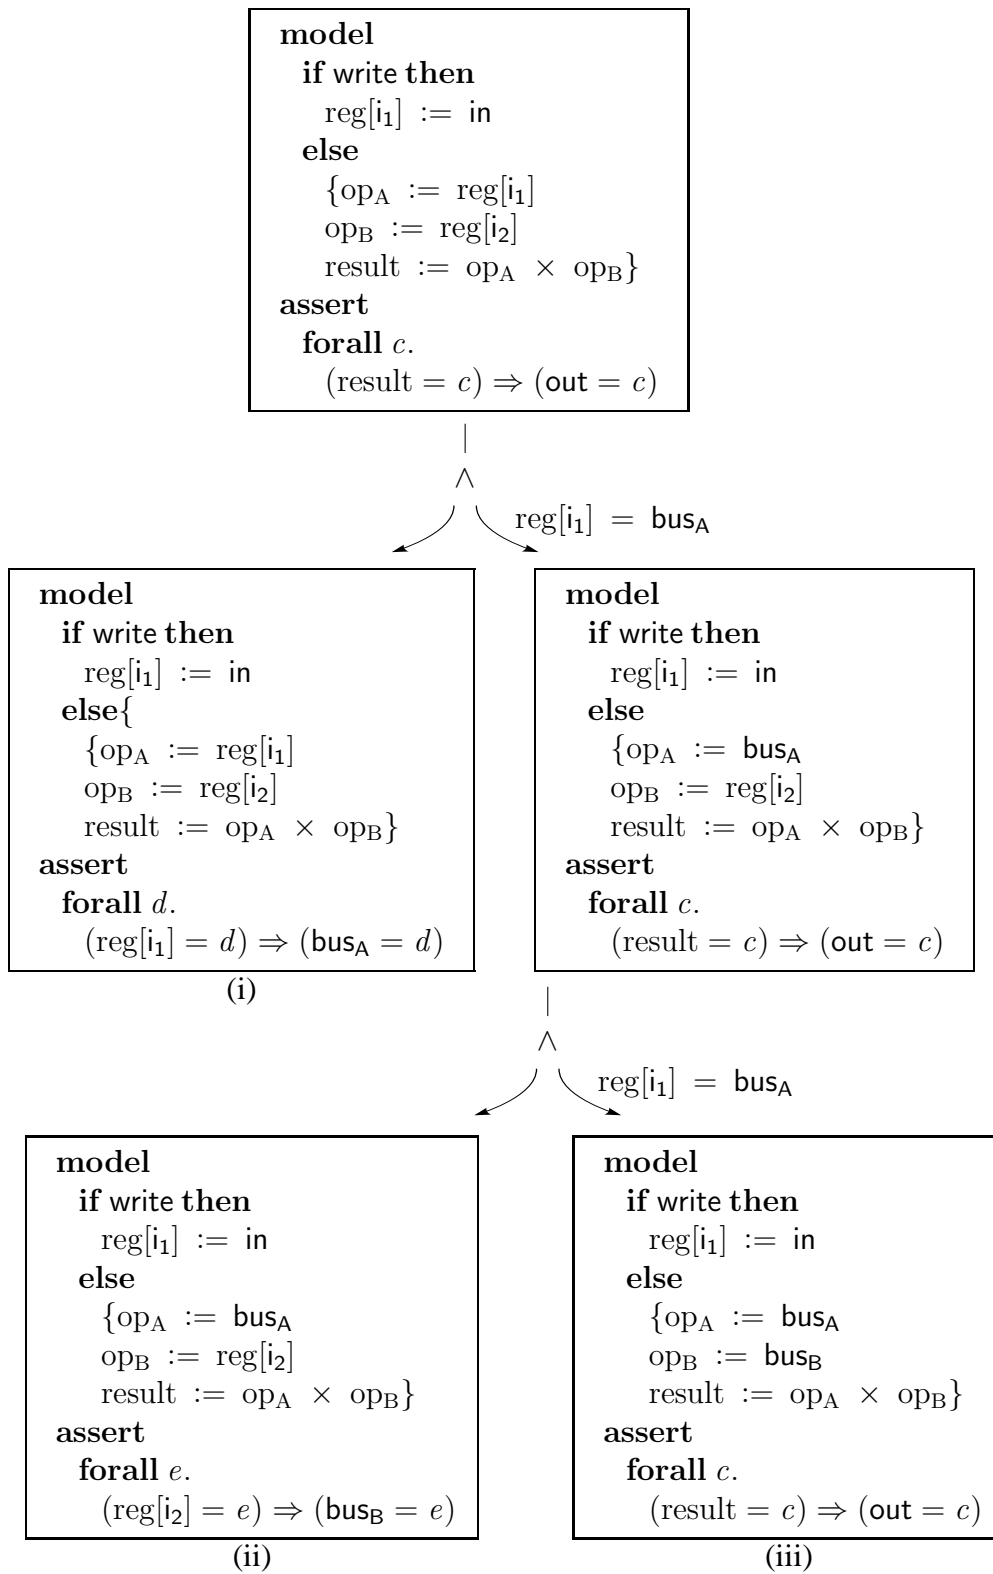 model
if write then
reg[i₁] := in
else
{op_A := reg[i₁]
op_B := reg[i₂]
result := op_A × op_B}
assert
forall c.
(result = c) ⇒ (out = c)
|
∧
reg[i₁] = bus_A
model
if write then
reg[i₁] := in
else{
{op_A := reg[i₁]
op_B := reg[i₂]
result := op_A × op_B}
assert
forall d.
(reg[i₁] = d) ⇒ (bus_A = d)
(i)
model
if write then
reg[i₁] := in
else
{op_A := bus_A
op_B := reg[i₂]
result := op_A × op_B}
assert
forall c.
(result = c) ⇒ (out = c)
|
∧
reg[i₁] = bus_A
model
if write then
reg[i₁] := in
else
{op_A := bus_A
op_B := reg[i₂]
result := op_A × op_B}
assert
forall e.
(reg[i₂] = e) ⇒ (bus_B = e)
(ii)
model
if write then
reg[i₁] := in
else
{op_A := bus_A
op_B := bus_B
result := op_A × op_B}
assert
forall c.
(result = c) ⇒ (out = c)
(iii)